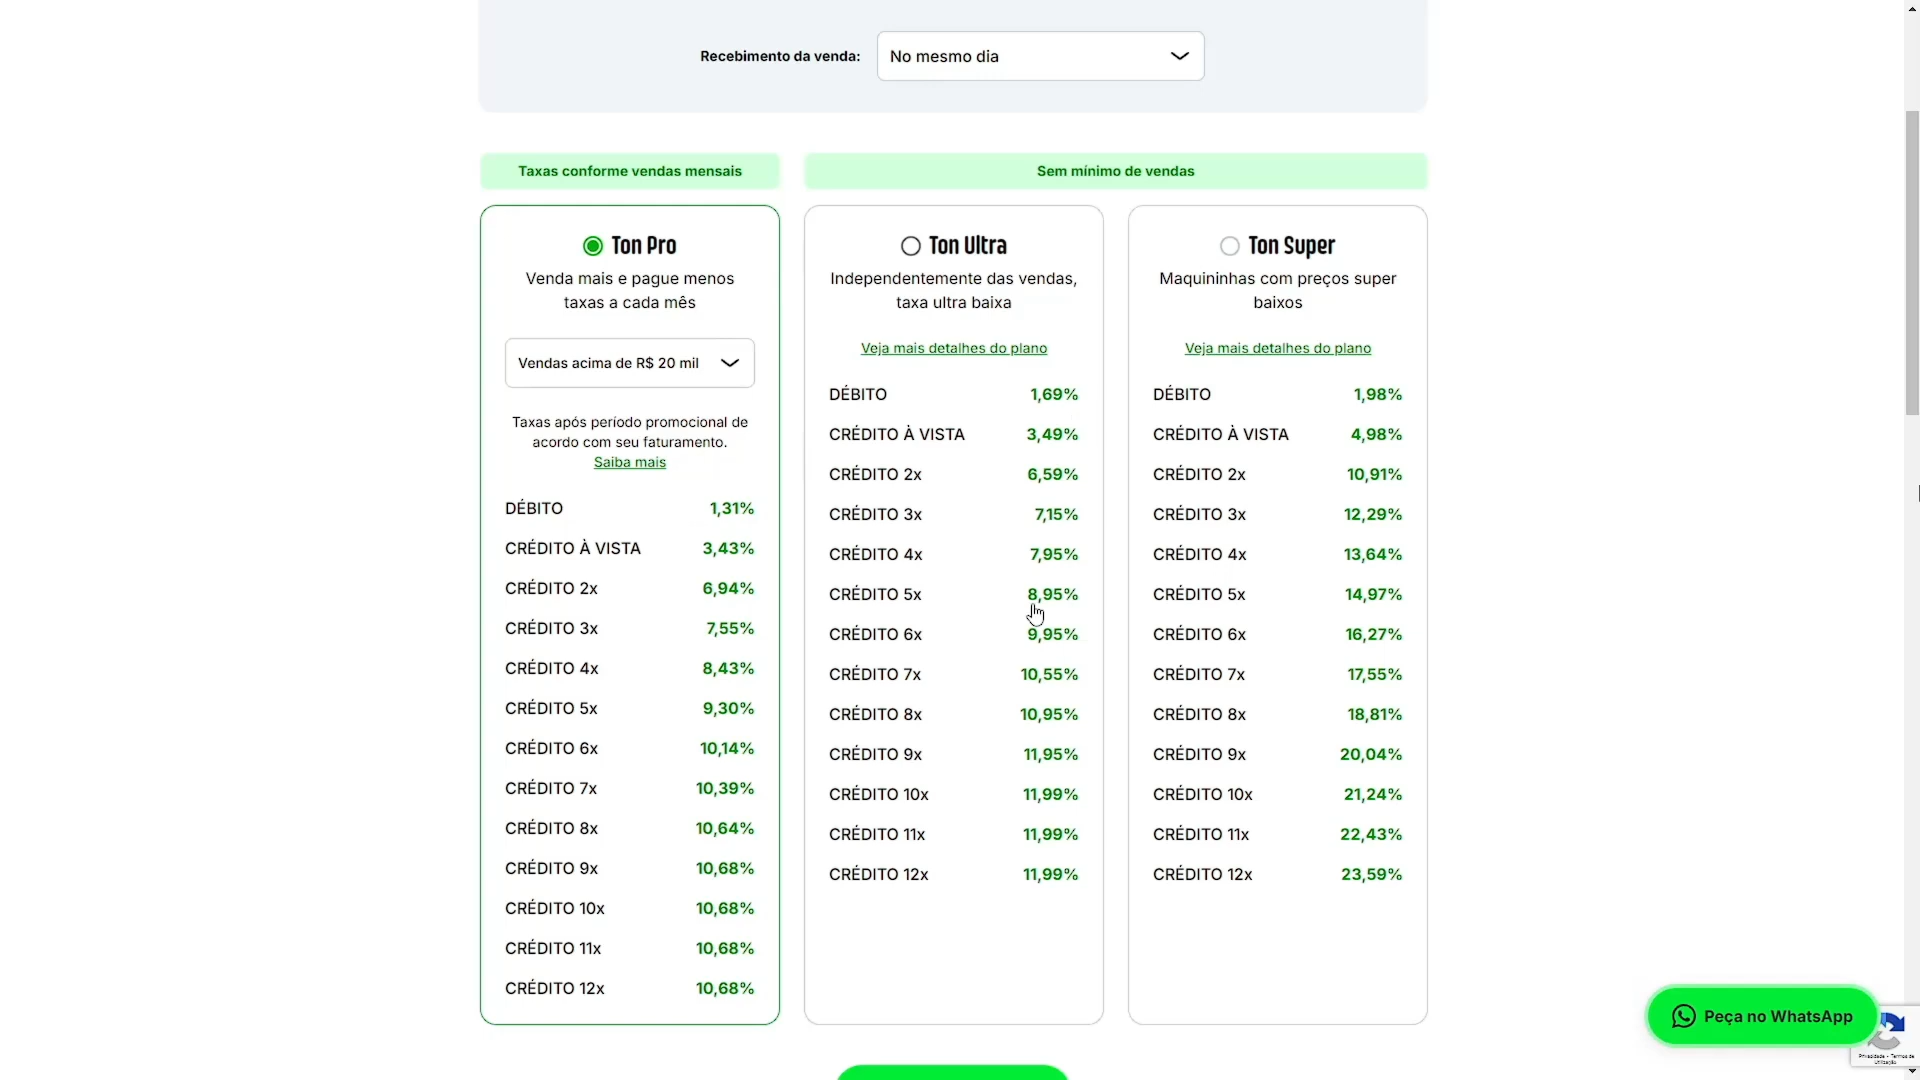 Recebimento da venda:
No mesmo dia
Taxas conforme vendas mensais
Sem mínimo de vendas
Ton Pro
Venda mais e pague menos
taxas a cada mês
Vendas acima de R$ 20 mil
Taxas após período promocional de
acordo com seu faturamento.
Saiba mais
DÉBITO 1,31%
CRÉDITO À VISTA 3,43%
CRÉDITO 2x 6,94%
CRÉDITO 3x 7,55%
CRÉDITO 4x 8,43%
CRÉDITO 5x 9,30%
CRÉDITO 6x 10,14%
CRÉDITO 7x 10,39%
CRÉDITO 8x 10,64%
CRÉDITO 9x 10,68%
CRÉDITO 10x 10,68%
CRÉDITO 11x 10,68%
CRÉDITO 12x 10,68%
Ton Ultra
Independentemente das vendas,
taxa ultra baixa
Veja mais detalhes do plano
DÉBITO 1,69%
CRÉDITO À VISTA 3,49%
CRÉDITO 2x 6,59%
CRÉDITO 3x 7,15%
CRÉDITO 4x 7,95%
CRÉDITO 5x 8,95%
CRÉDITO 6x 9,95%
CRÉDITO 7x 10,55%
CRÉDITO 8x 10,95%
CRÉDITO 9x 11,95%
CRÉDITO 10x 11,99%
CRÉDITO 11x 11,99%
CRÉDITO 12x 11,99%
Ton Super
Maquininhas com preços super
baixos
Veja mais detalhes do plano
DÉBITO 1,98%
CRÉDITO À VISTA 4,98%
CRÉDITO 2x 10,91%
CRÉDITO 3x 12,29%
CRÉDITO 4x 13,64%
CRÉDITO 5x 14,97%
CRÉDITO 6x 16,27%
CRÉDITO 7x 17,55%
CRÉDITO 8x 18,81%
CRÉDITO 9x 20,04%
CRÉDITO 10x 21,24%
CRÉDITO 11x 22,43%
CRÉDITO 12x 23,59%
Peça no WhatsApp
Privacidade - Termos de
Utilização